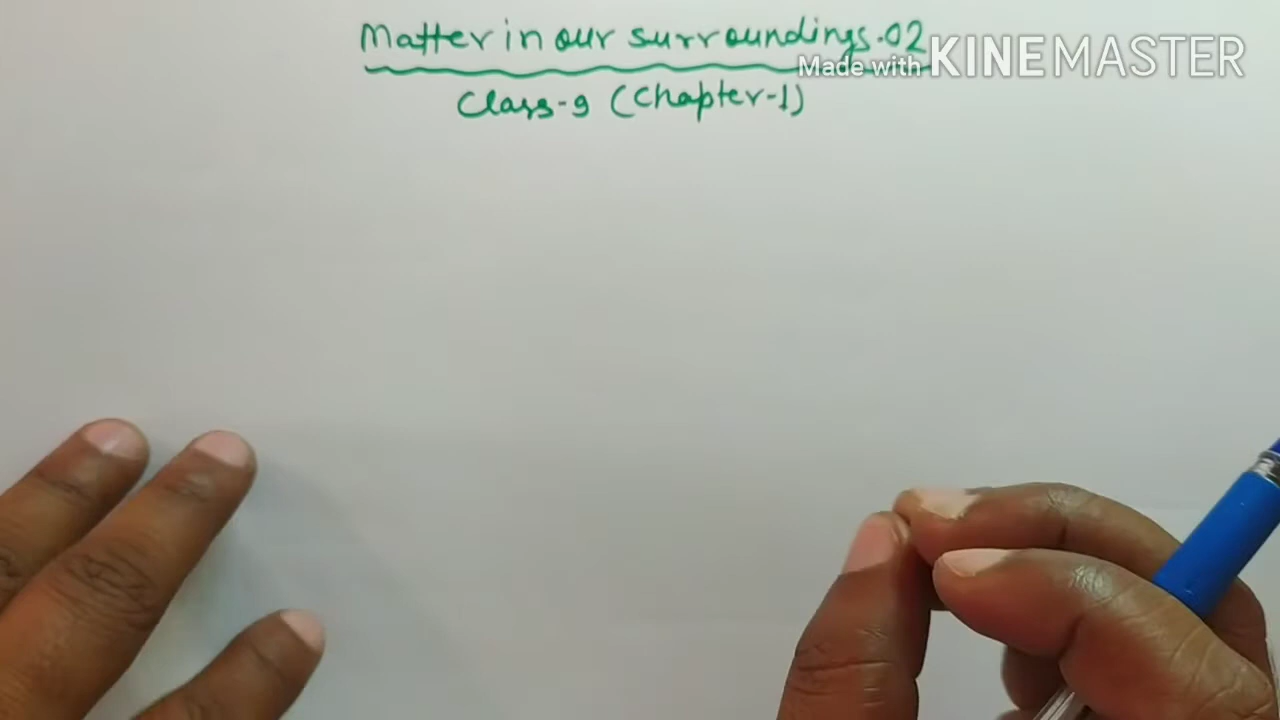 Matter in our surroundings.02
Made with KINEMASTER
Class-9 (Chapter-1)